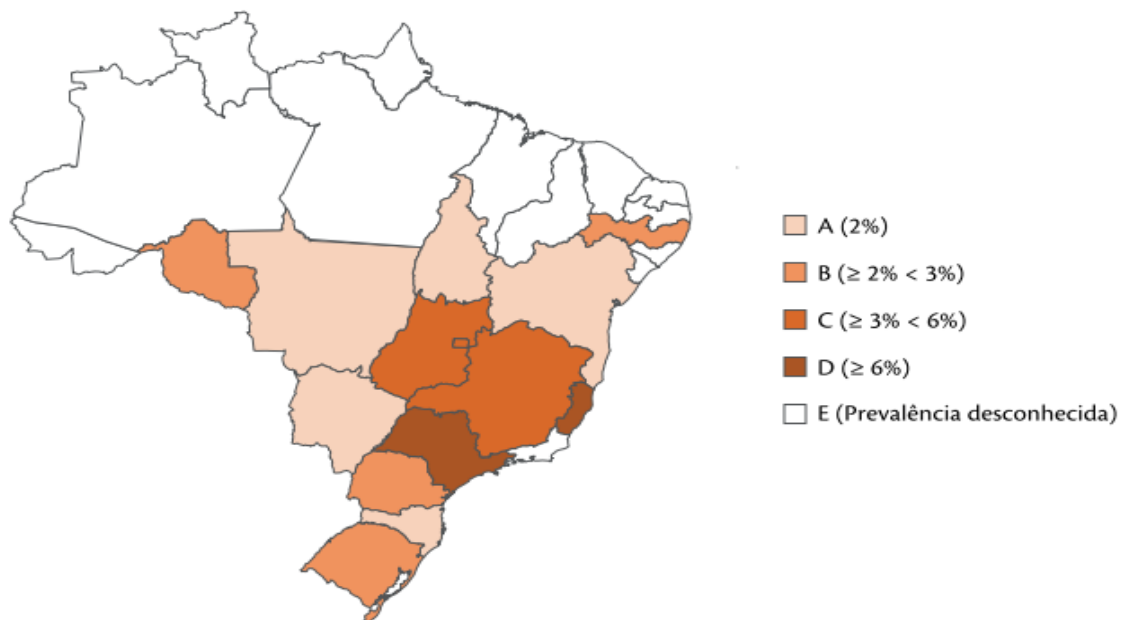 A (2%)
B (≥ 2% < 3%)
C (≥ 3% < 6%)
D (≥ 6%)
E (Prevalência desconhecida)